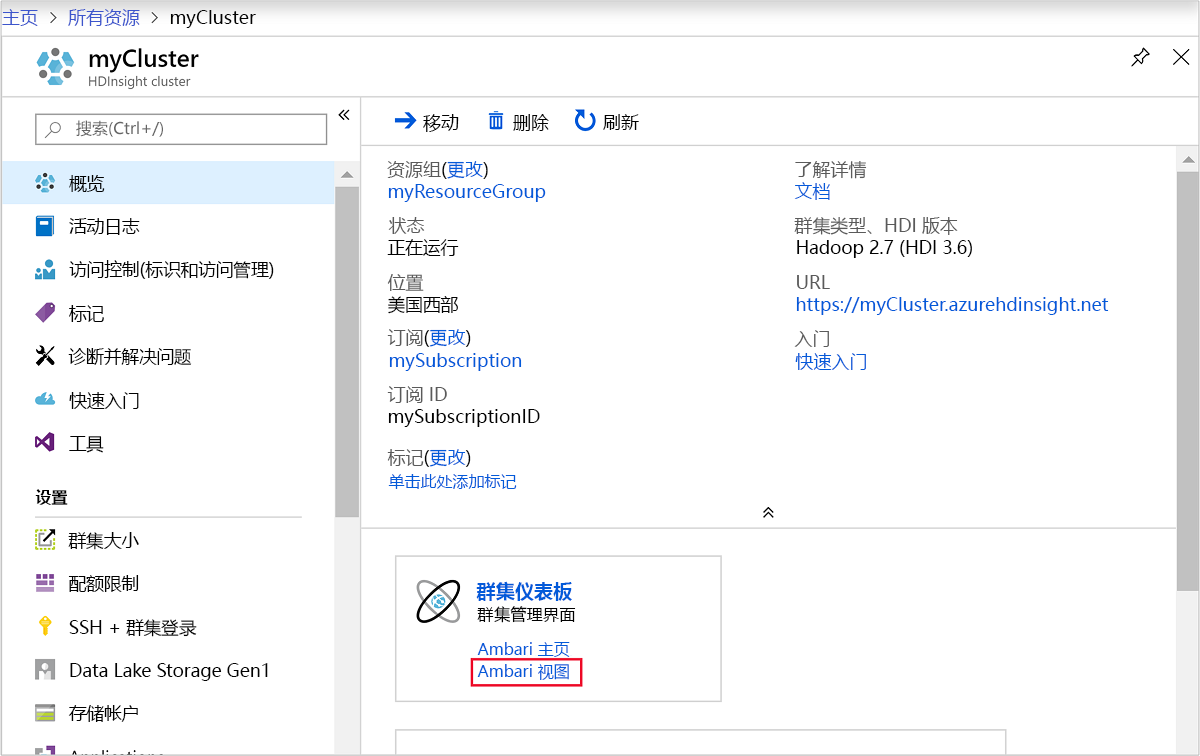 主页 > 所有资源 > myCluster
myCluster
HDInsight cluster
搜索(Ctrl+/)
概览
活动日志
访问控制(标识和访问管理)
标记
诊断并解决问题
快速入门
工具
设置
群集大小
配额限制
SSH + 群集登录
Data Lake Storage Gen1
存储帐户
Applications
移动 删除 刷新
资源组(更改)
myResourceGroup
状态
正在运行
位置
美国西部
订阅(更改)
mySubscription
订阅 ID
mySubscriptionID
标记(更改)
单击此处添加标记
了解详情
文档
群集类型、HDI 版本
Hadoop 2.7 (HDI 3.6)
URL
https://myCluster.azurehdinsight.net
入门
快速入门
群集仪表板
群集管理界面
Ambari 主页
Ambari 视图